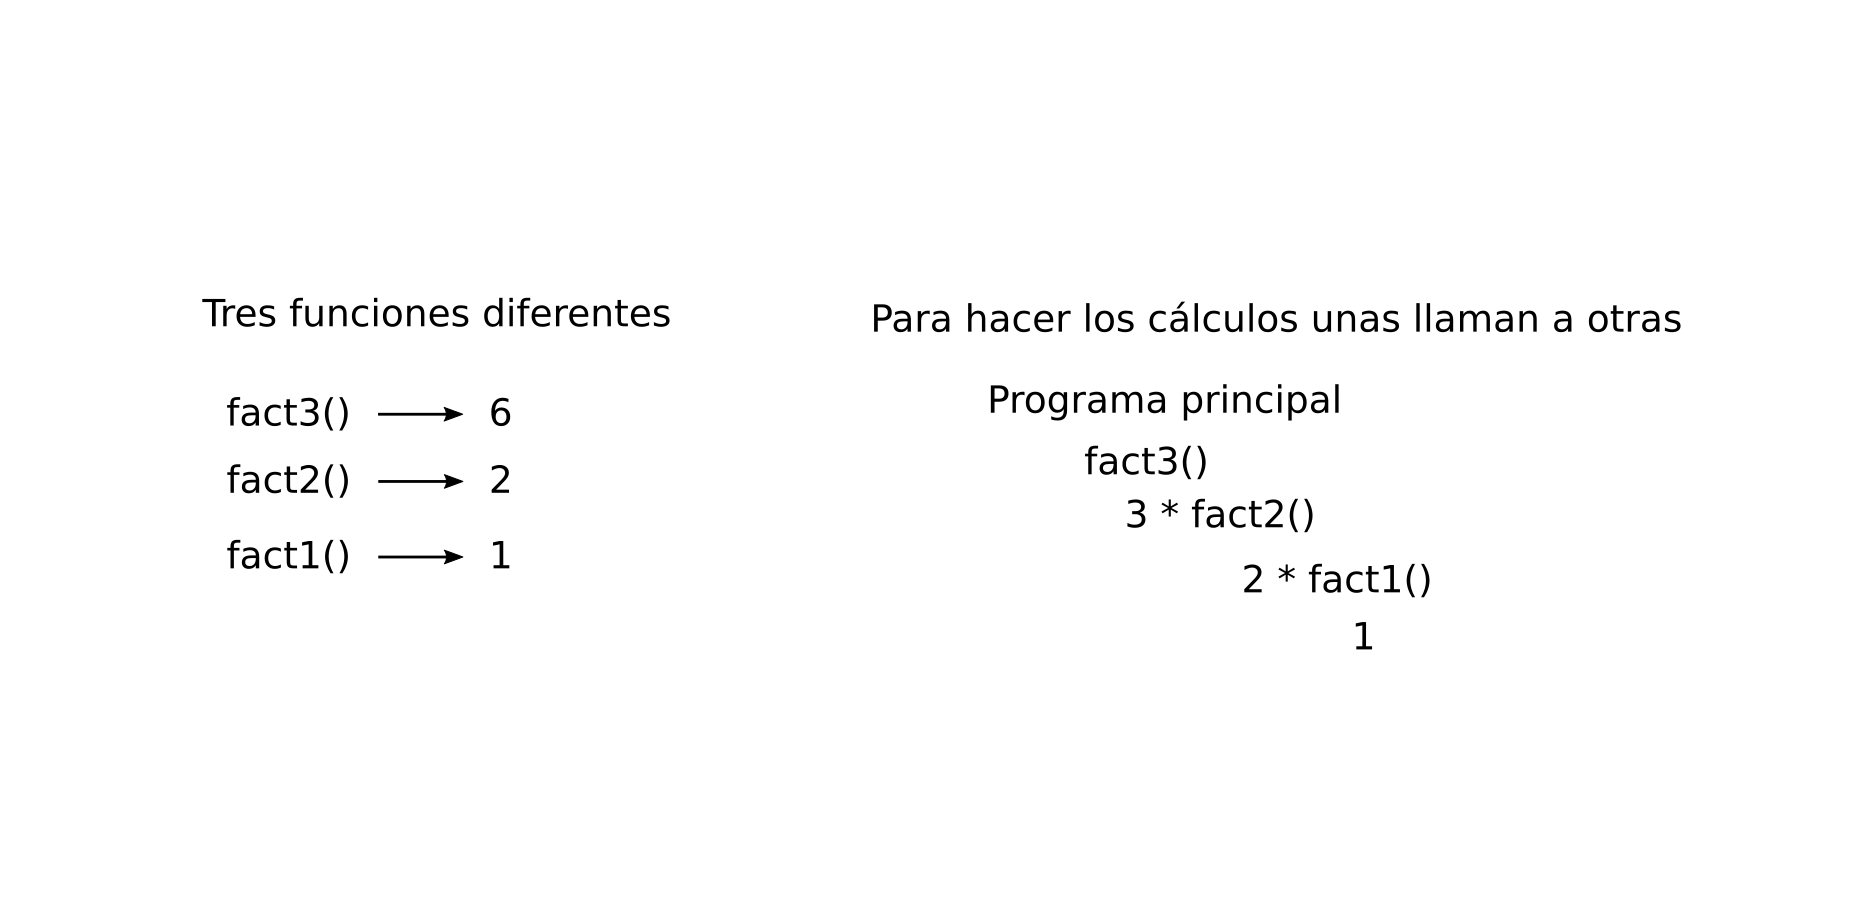 Tres funciones diferentes
fact3() 6
fact2() 2
fact1() 1
Para hacer los cálculos unas llaman a otras
Programa principal
fact3()
3 * fact2()
2 * fact1()
1